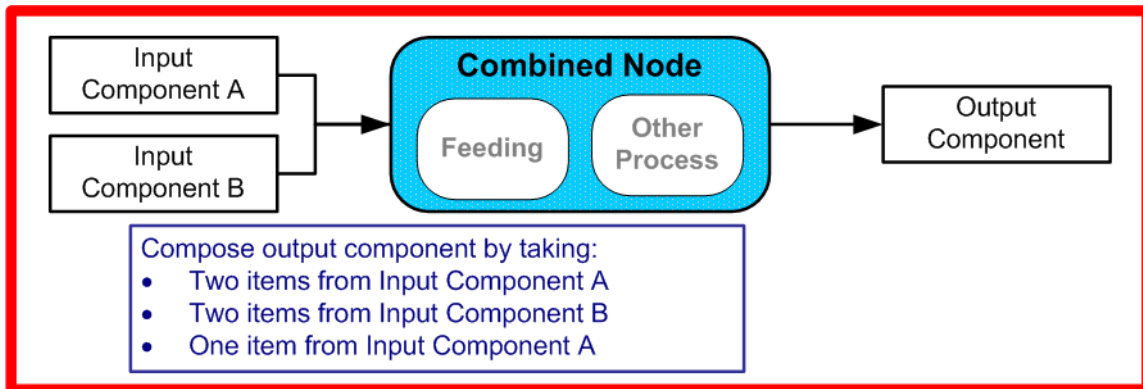 Input
Component A
Input
Component B
Combined Node
Feeding
Other
Process
Output
Component
Compose output component by taking:
• Two items from Input Component A
• Two items from Input Component B
• One item from Input Component A